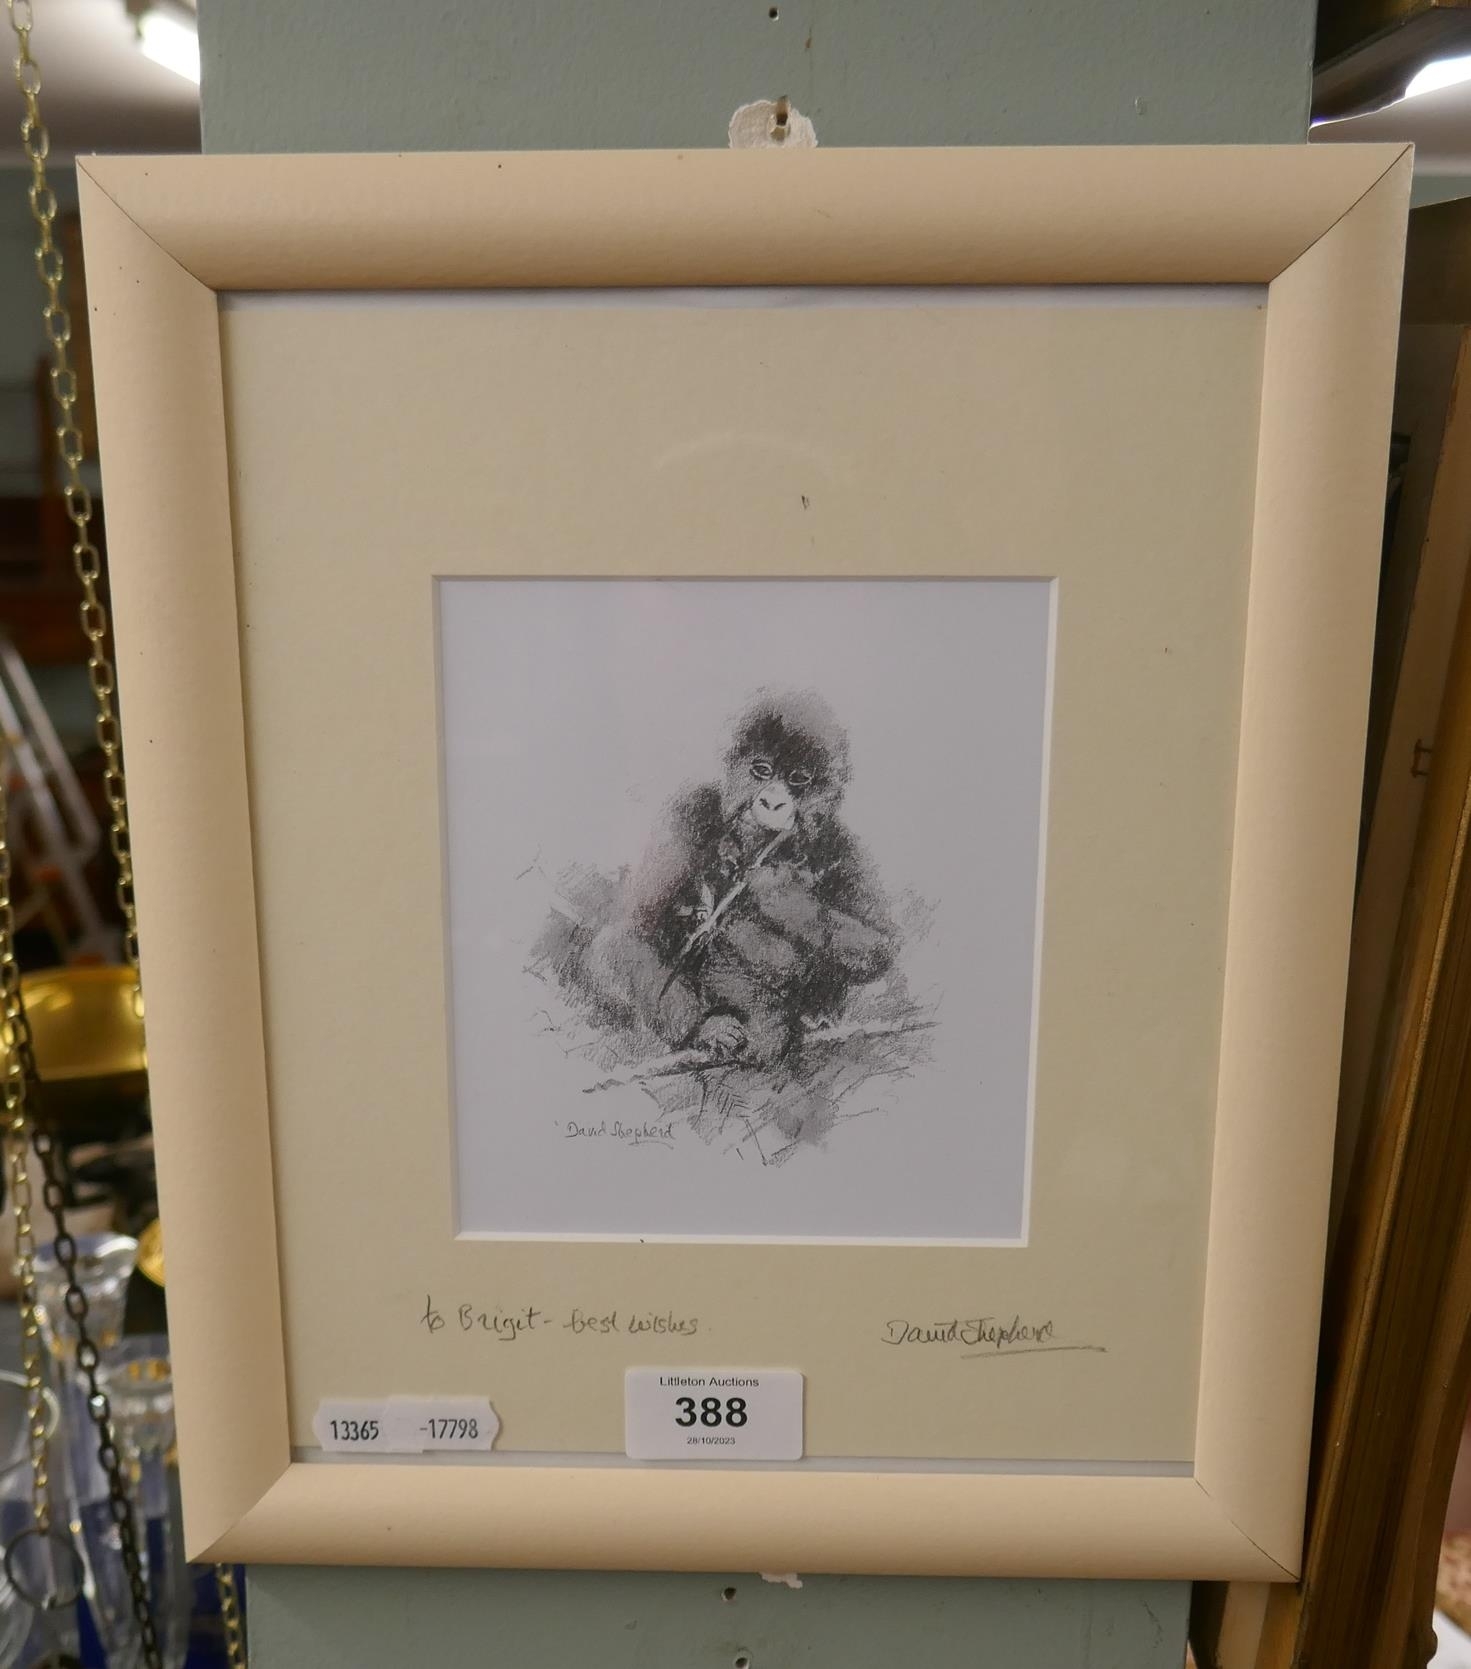 David Shepherd
to Brigit - best wishes.
David Shepherd
13365 -17798
Littleton Auctions
388
28/10/2023